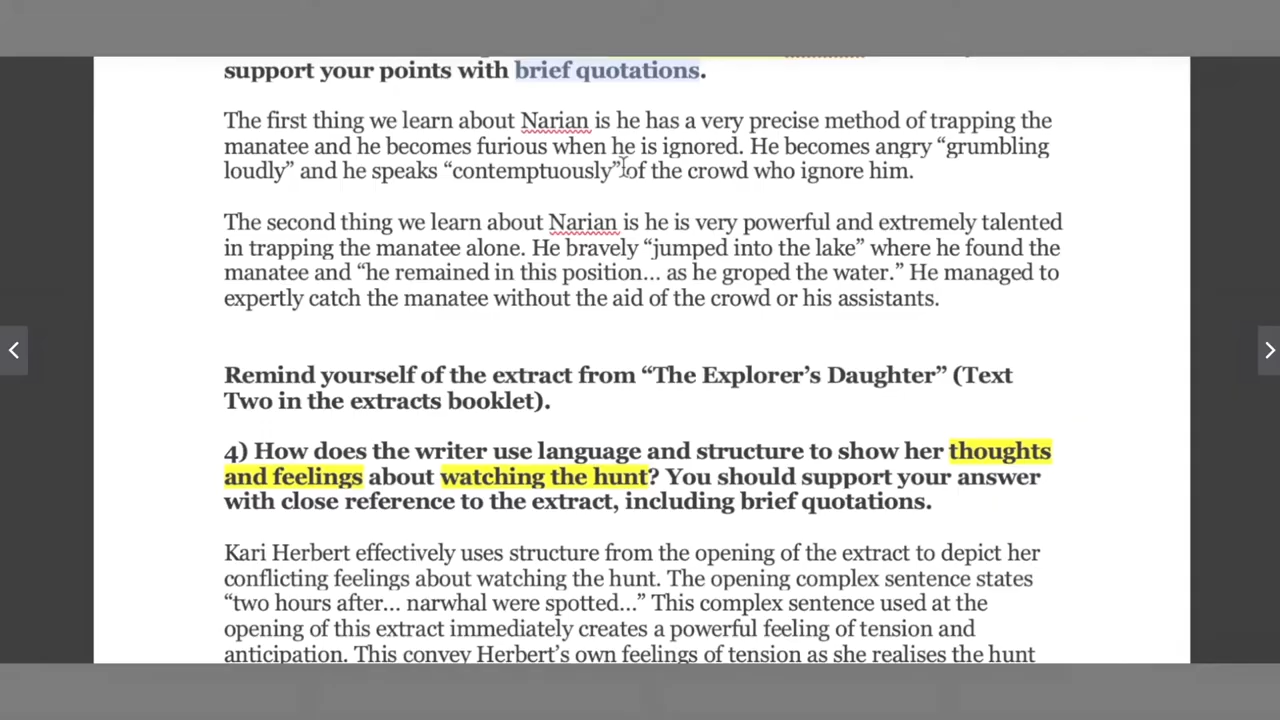 support your points with brief quotations.
The first thing we learn about Narian is he has a very precise method of trapping the
manatee and he becomes furious when he is ignored. He becomes angry “grumbling
loudly” and he speaks “contemptuously” of the crowd who ignore him.
The second thing we learn about Narian is he is very powerful and extremely talented
in trapping the manatee alone. He bravely “jumped into the lake” where he found the
manatee and “he remained in this position... as he groped the water.” He managed to
expertly catch the manatee without the aid of the crowd or his assistants.
Remind yourself of the extract from “The Explorer’s Daughter” (Text
Two in the extracts booklet).
4) How does the writer use language and structure to show her thoughts
and feelings about watching the hunt? You should support your answer
with close reference to the extract, including brief quotations.
Kari Herbert effectively uses structure from the opening of the extract to depict her
conflicting feelings about watching the hunt. The opening complex sentence states
“two hours after... narwhal were spotted...” This complex sentence used at the
opening of this extract immediately creates a powerful feeling of tension and
anticipation. This convey Herbert’s own feelings of tension as she realises the hunt